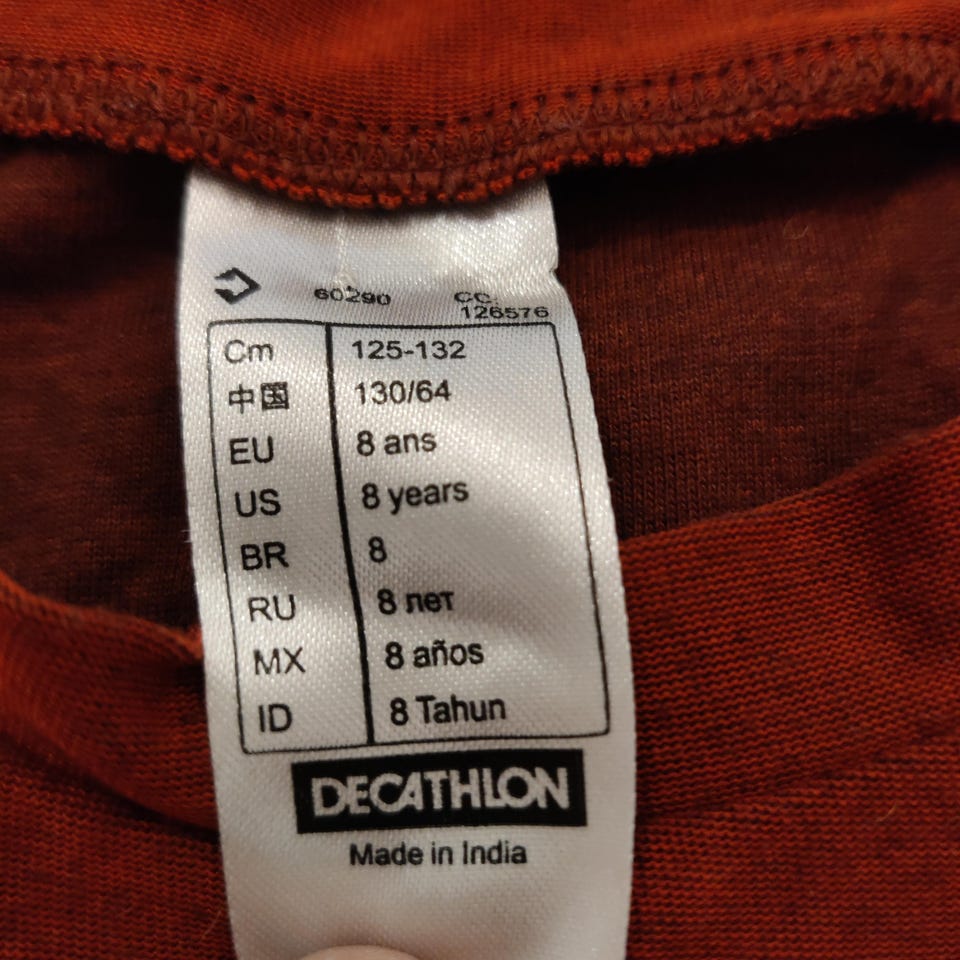 60290 CC:
126576
Cm 125-132
中国 130/64
EU 8 ans
US 8 years
BR 8
RU 8 лет
MX 8 años
ID 8 Tahun
DECATHLON
Made in India